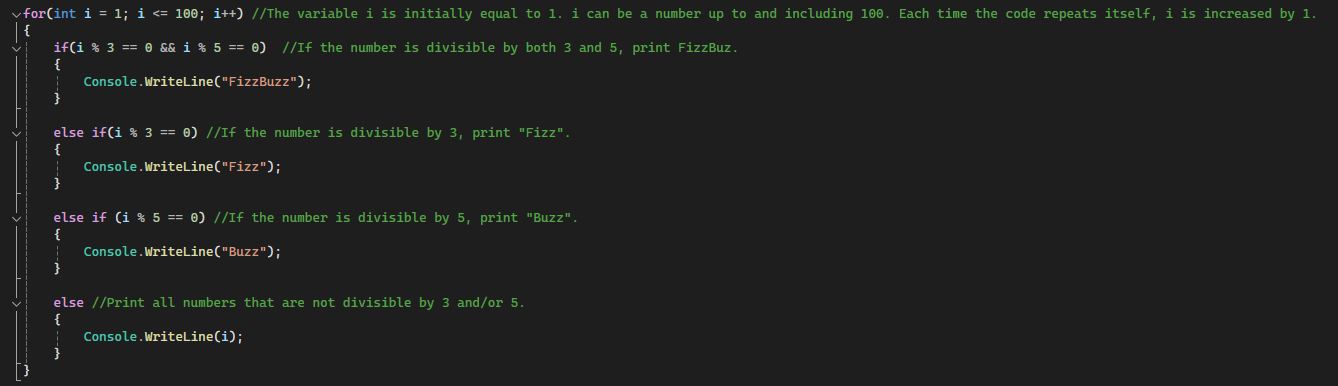 for(int i = 1; i <= 100; i++) //The variable i is initially equal to 1. i can be a number up to and including 100. Each time the code repeats itself, i is increased by 1.
{
if(i % 3 == 0 && i % 5 == 0)  //If the number is divisible by both 3 and 5, print FizzBuz.
{
Console.WriteLine("FizzBuzz");
}
else if(i % 3 == 0) //If the number is divisible by 3, print "Fizz".
{
Console.WriteLine("Fizz");
}
else if (i % 5 == 0) //If the number is divisible by 5, print "Buzz".
{
Console.WriteLine("Buzz");
}
else //Print all numbers that are not divisible by 3 and/or 5.
{
Console.WriteLine(i);
}
}